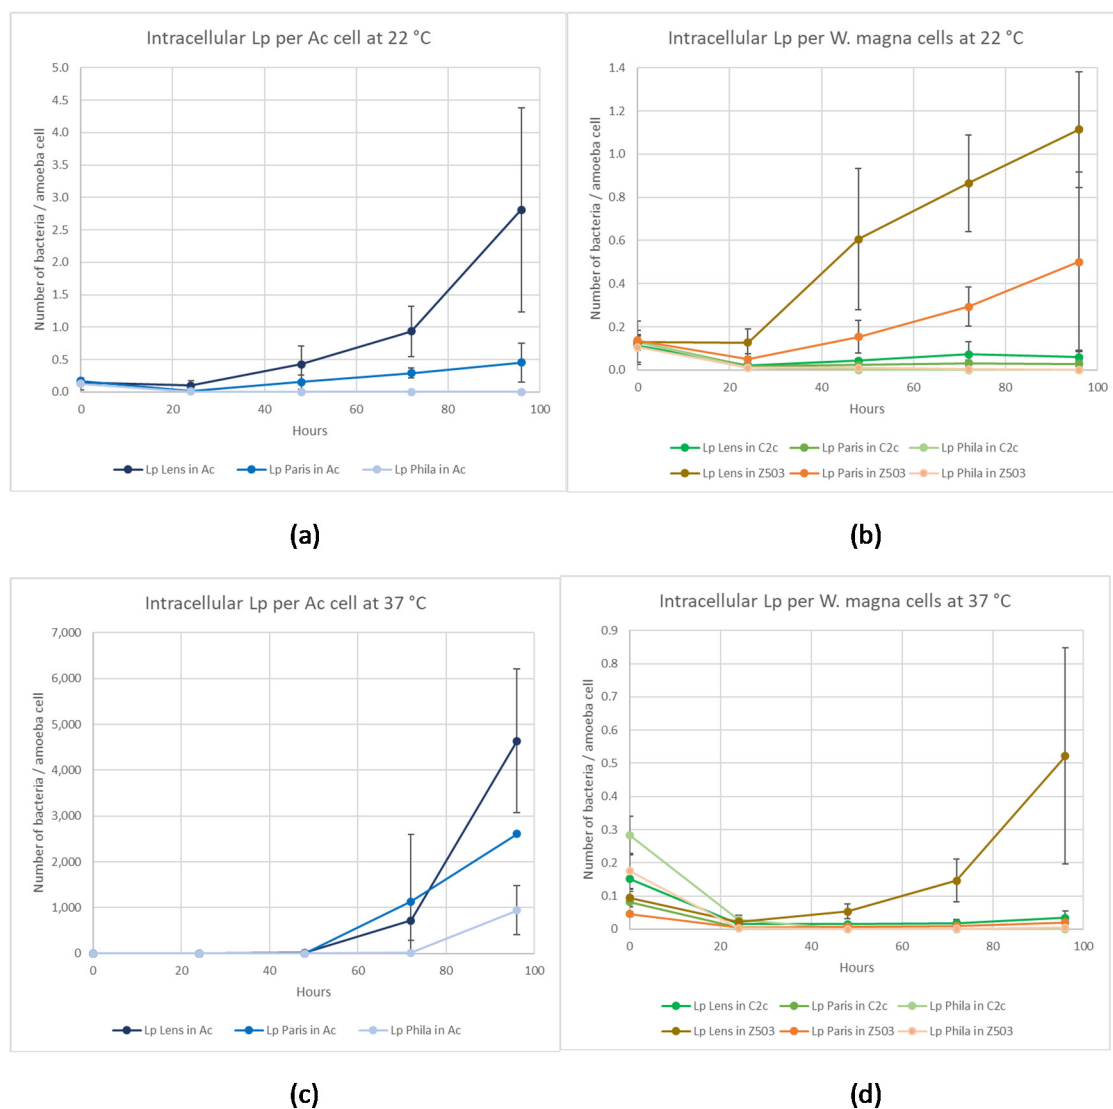 Intracellular Lp per Ac cell at 22 °C
Number of bacteria / amoeba cell
5.0
4.5
4.0
3.5
3.0
2.5
2.0
1.5
1.0
0.5
0.0
0 20 40 60 80 100
Hours
Lp Lens in Ac Lp Paris in Ac Lp Phila in Ac
(a)
Intracellular Lp per W. magna cells at 22 °C
Number of bacteria / amoeba cell
1.4
1.2
1.0
0.8
0.6
0.4
0.2
0.0
0 20 40 60 80 100
Hours
Lp Lens in C2c Lp Paris in C2c Lp Phila in C2c
Lp Lens in Z503 Lp Paris in Z503 Lp Phila in Z503
(b)
Intracellular Lp per Ac cell at 37 °C
Number of bacteria / amoeba cell
7,000
6,000
5,000
4,000
3,000
2,000
1,000
0
0 20 40 60 80 100
Hours
Lp Lens in Ac Lp Paris in Ac Lp Phila in Ac
(c)
Intracellular Lp per W. magna cells at 37 °C
Number of bacteria / amoeba cell
0.9
0.8
0.7
0.6
0.5
0.4
0.3
0.2
0.1
0
0 20 40 60 80 100
Hours
Lp Lens in C2c Lp Paris in C2c Lp Phila in C2c
Lp Lens in Z503 Lp Paris in Z503 Lp Phila in Z503
(d)